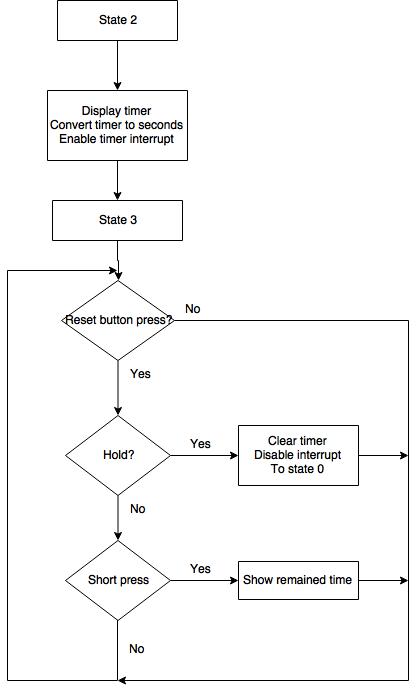 State 2
Display timer
Convert timer to seconds
Enable timer interrupt
State 3
Reset button press?
No
Yes
Hold?
Yes
Clear timer
Disable interrupt
To state 0
No
Short press
Yes
Show remained time
No